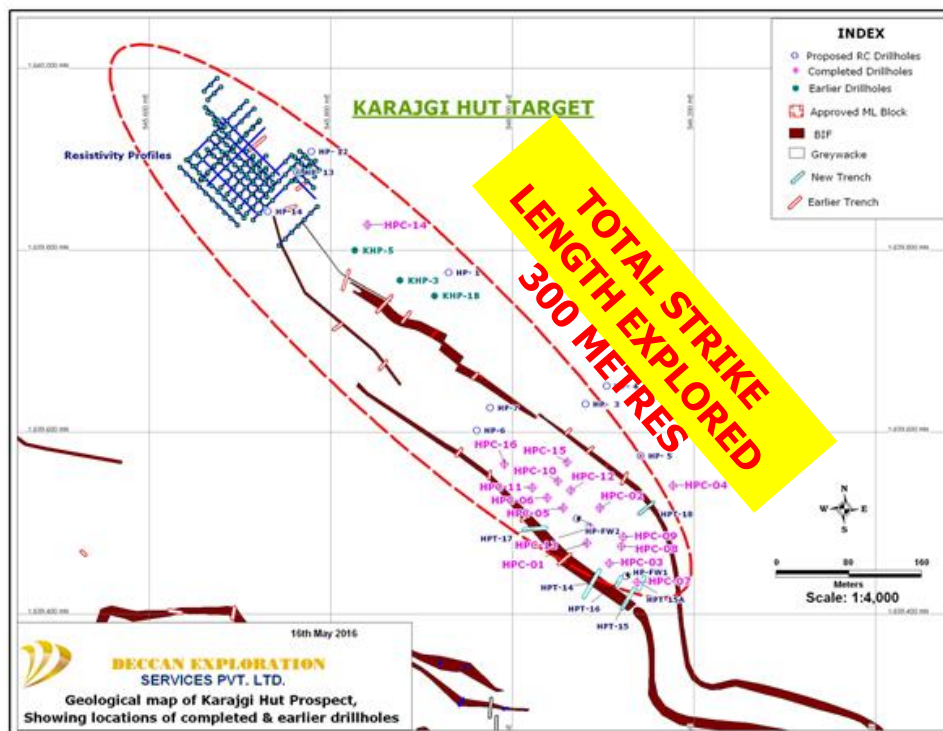 KARAJGI HUT TARGET
INDEX
Proposed RC Drillholes
Completed Drillholes
Earlier Drillholes
Approved ML Block
BIF
Greywacke
New Trench
Earlier Trench
TOTAL STRIKE
LENGTH EXPLORED
300 METRES
Resistivity Profiles
HP-14
HPC-14
KHP-5
HP-1
KHP-3
KHP-18
HP- 3
HP-6
HP- 5
HPC-16
HPC-15
HPC-10
HPC-11
HPC-12
HPC-04
HPC-06
HPC-02
HPC-05
HPT-18
HPT-17
HP-FW2
HPC-09
HPC-08
HPC-01
HPC-03
HP-FW1
HPC-07
HPT-14
HPT-16
HPT-15A
HPT-15
N
W E
S
0 80 160
Meters
Scale: 1:4,000
16th May 2016
DECCAN EXPLORATION
SERVICES PVT. LTD.
Geological map of Karajgi Hut Prospect,
Showing locations of completed & earlier drillholes